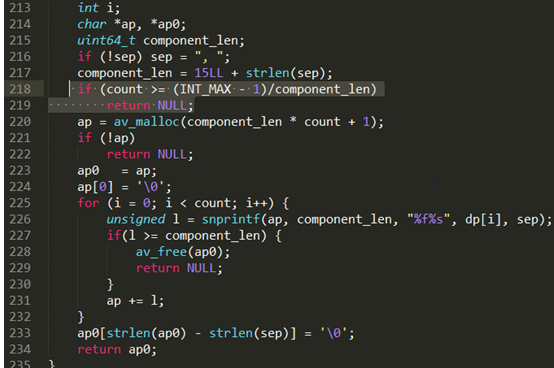 213 int i;
214 char *ap, *ap0;
215 uint64_t component_len;
216 if (!sep) sep = ", ";
217 component_len = 15LL + strlen(sep);
218 if (count >= (INT_MAX - 1)/component_len)
219 return NULL;
220 ap = av_malloc(component_len * count + 1);
221 if (!ap)
222 return NULL;
223 ap0 = ap;
224 ap[0] = '\0';
225 for (i = 0; i < count; i++) {
226 unsigned l = snprintf(ap, component_len, "%f%s", dp[i], sep);
227 if(l >= component_len) {
228 av_free(ap0);
229 return NULL;
230 }
231 ap += l;
232 }
233 ap0[strlen(ap0) - strlen(sep)] = '\0';
234 return ap0;
235 }